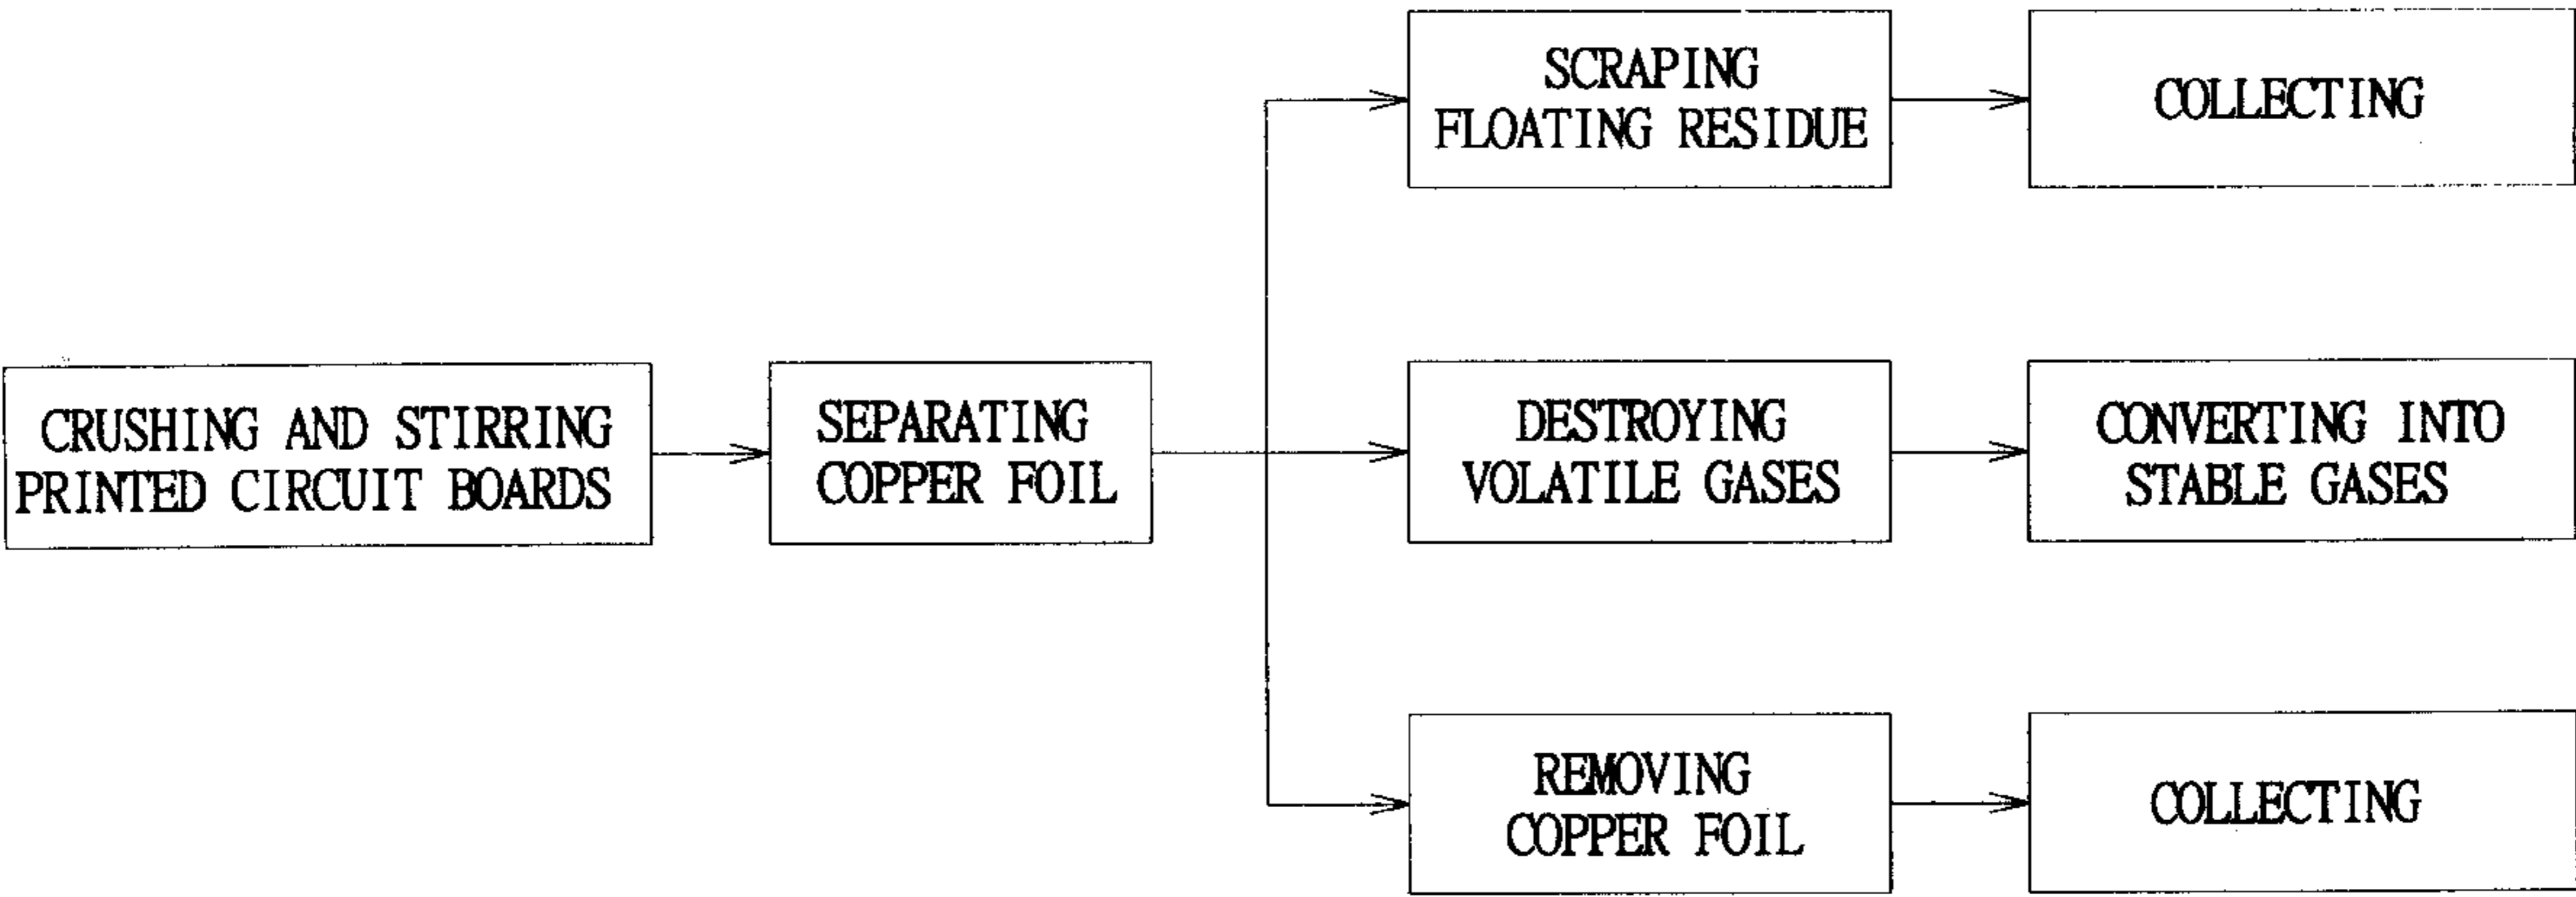 SCRAPING
FLOATING RESIDUE
COLLECTING
CRUSHING AND STIRRING
PRINTED CIRCUIT BOARDS
SEPARATING
COPPER FOIL
DESTROYING
VOLATILE GASES
CONVERTING INTO
STABLE GASES
REMOVING
COPPER FOIL
COLLECTING